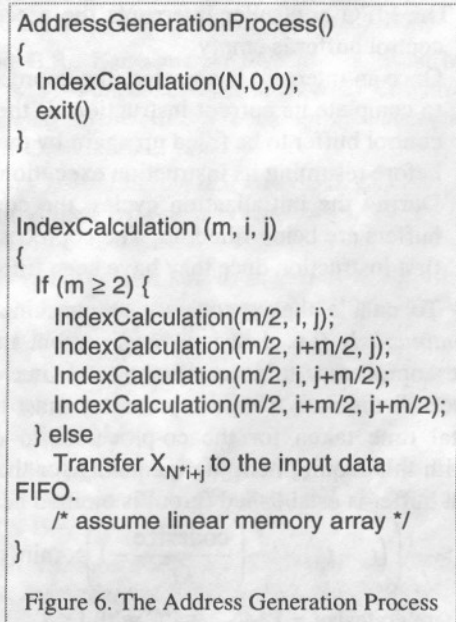 AddressGenerationProcess()
{
IndexCalculation(N,0,0);
exit()
}
IndexCalculation (m, i, j)
{
If (m ≥ 2) {
IndexCalculation(m/2, i, j);
IndexCalculation(m/2, i+m/2, j);
IndexCalculation(m/2, i, j+m/2);
IndexCalculation(m/2, i+m/2, j+m/2);
} else
Transfer X_{N*i+j} to the input data
FIFO.
/* assume linear memory array */
}
Figure 6. The Address Generation Process